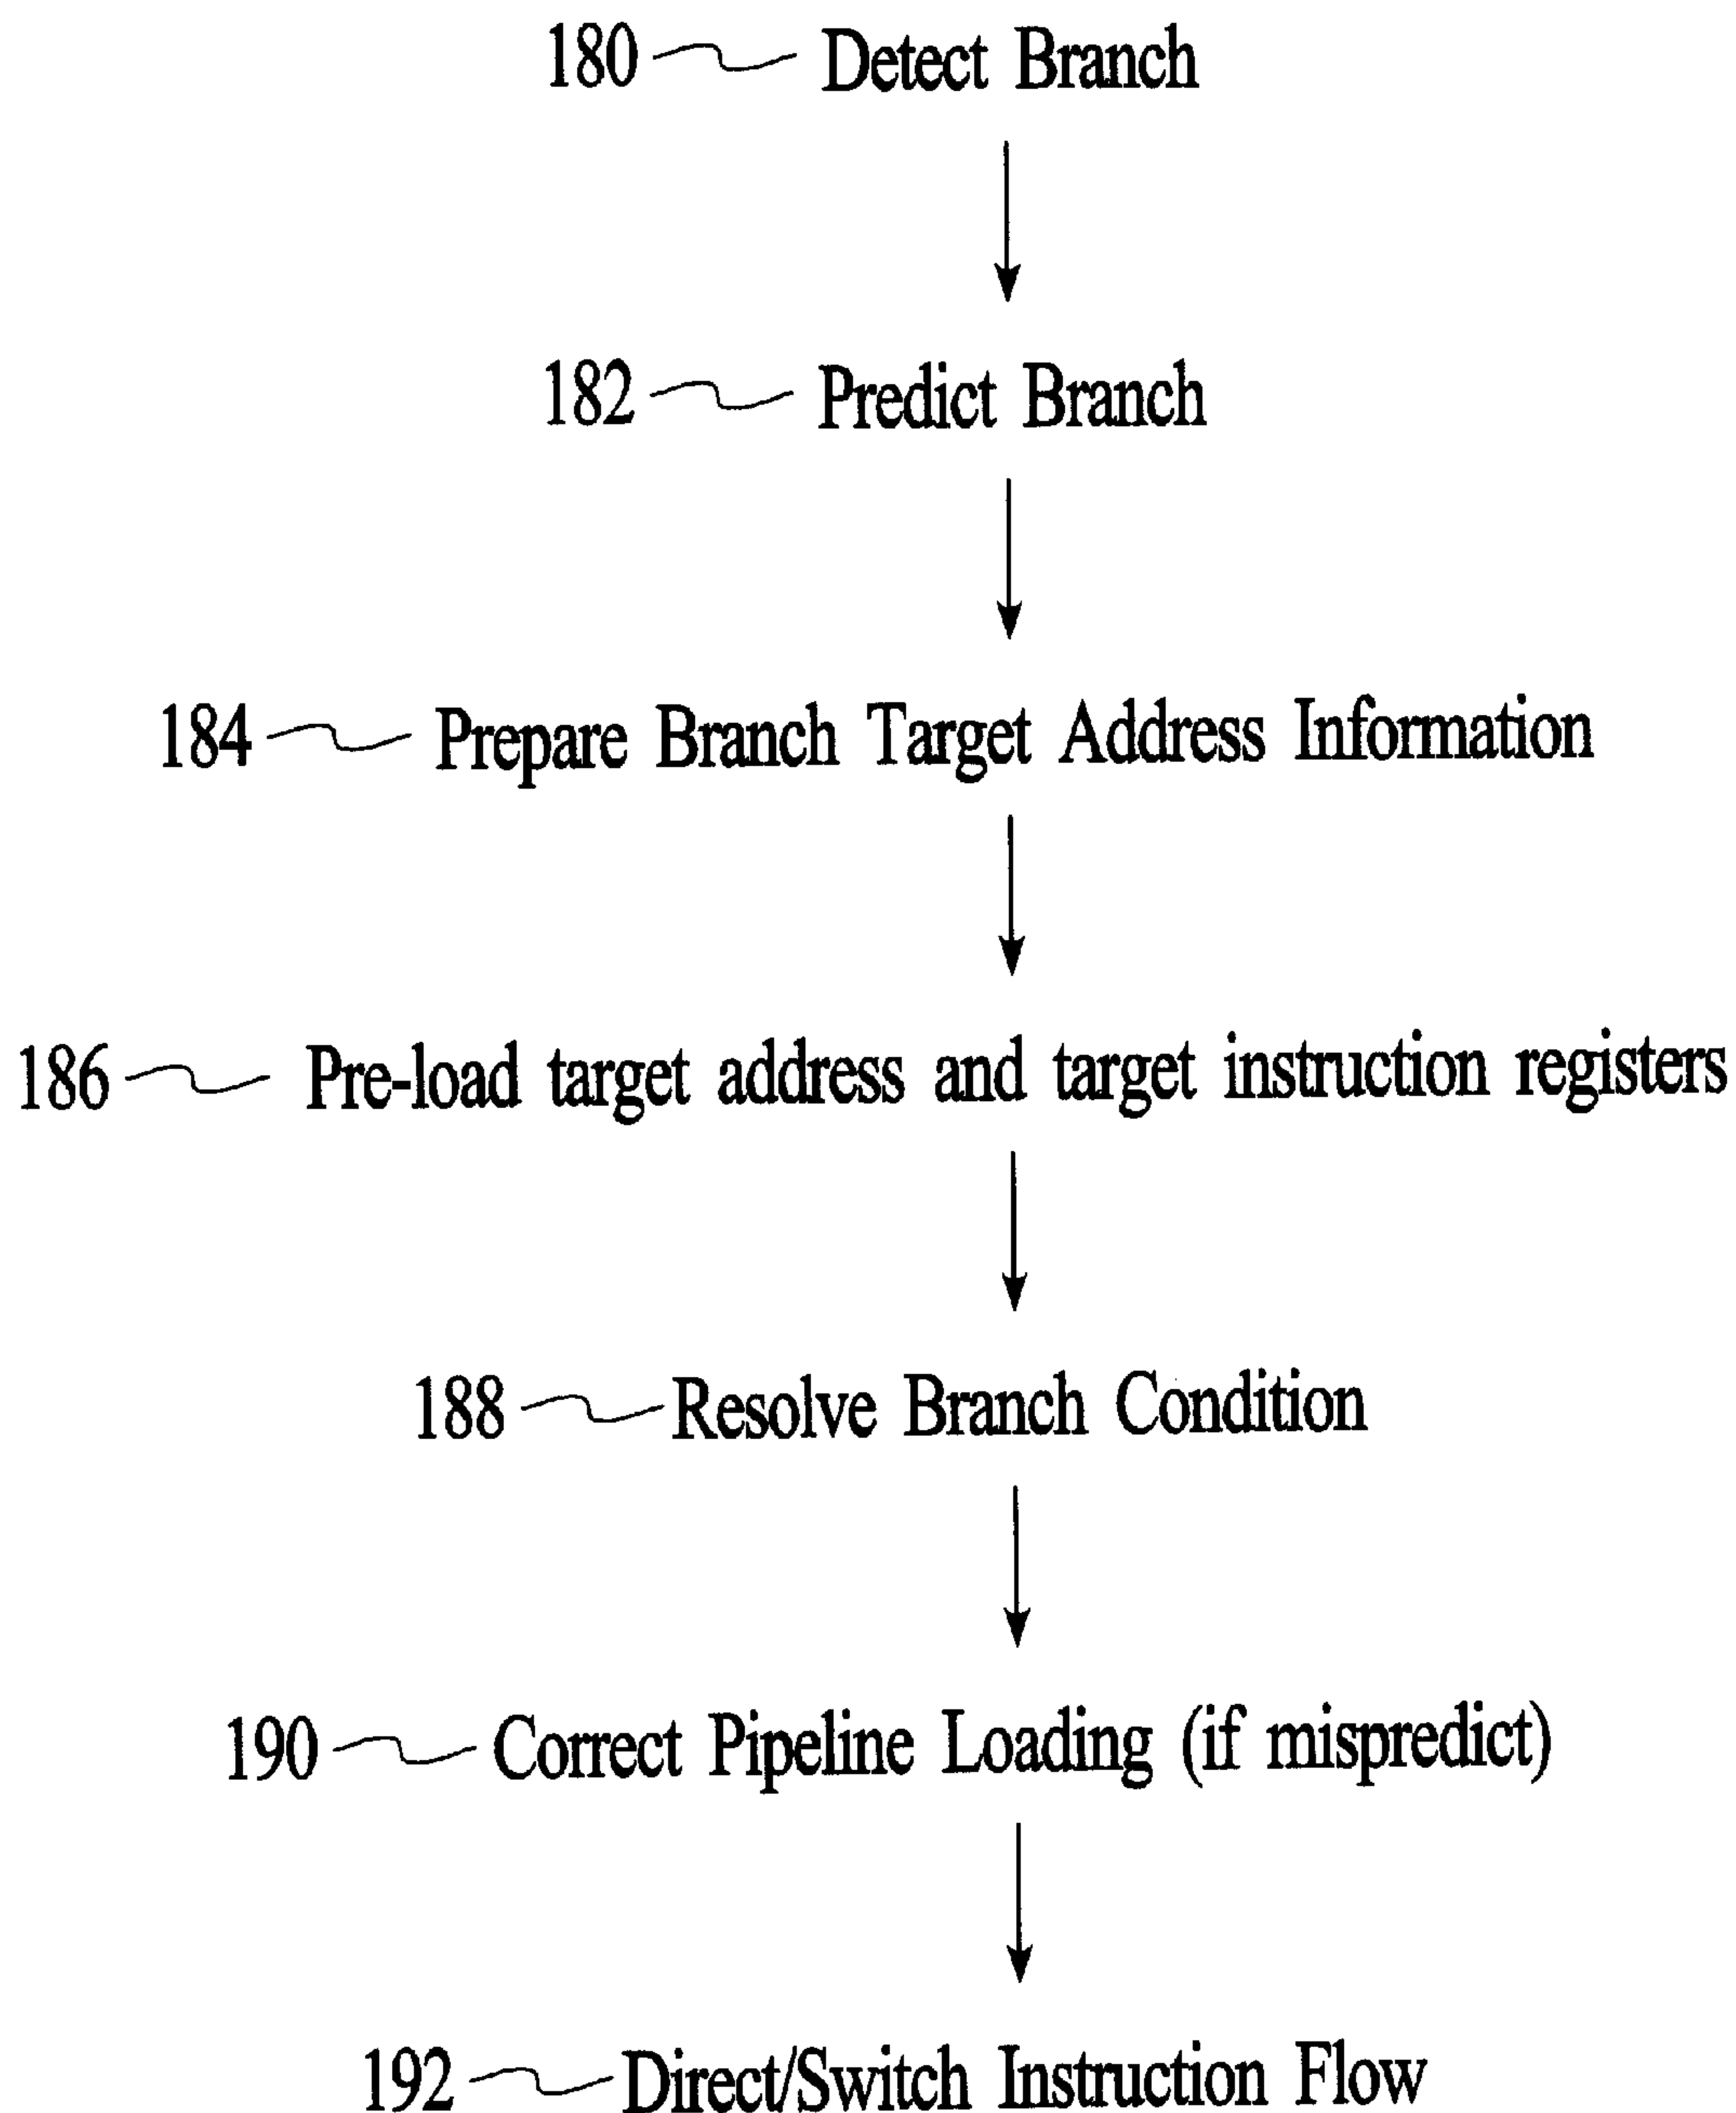 180 Detect Branch
182 Predict Branch
184 Prepare Branch Target Address Information
186 Pre-load target address and target instruction registers
188 Resolve Branch Condition
190 Correct Pipeline Loading (if mispredict)
192 Direct/Switch Instruction Flow